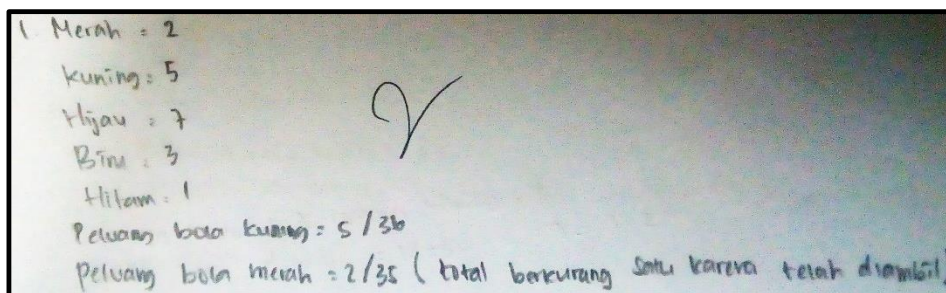 1. Merah = 2
Kuning = 5
Hijau = 7
Biru = 3
Hitam = 1
Peluang bola kuning = 5/36
Peluang bola merah = 2/35 (total berkurang satu karena telah diambil)